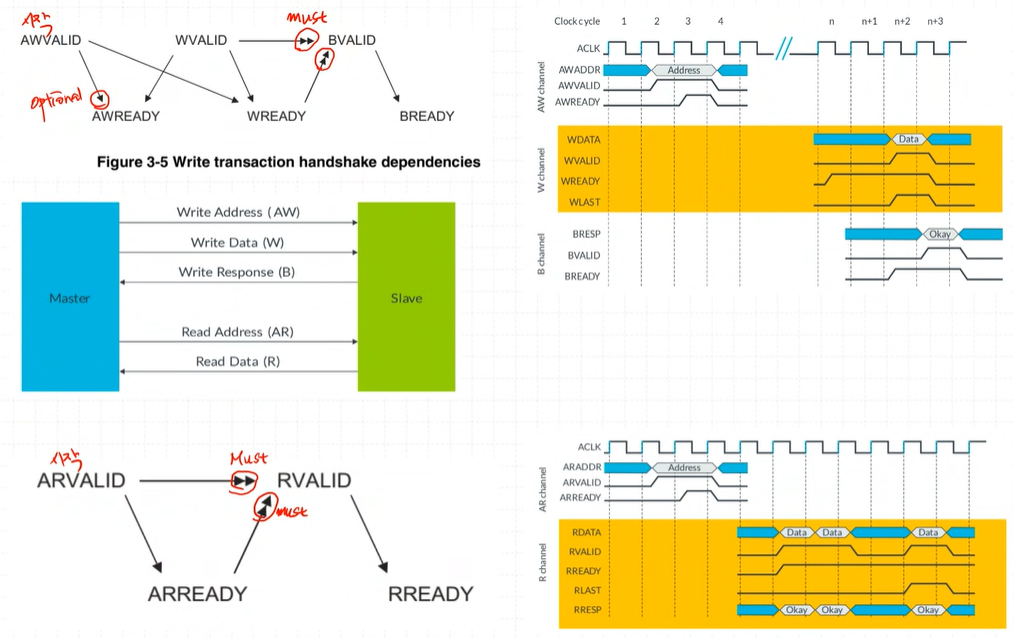 시작
must
AWVALID WVALID BVALID
optional
AWREADY WREADY BREADY
Figure 3-5 Write transaction handshake dependencies
Master
Slave
Write Address (AW)
Write Data (W)
Write Response (B)
Read Address (AR)
Read Data (R)
시작
Must
ARVALID RVALID
must
ARREADY RREADY
Clock cycle 1 2 3 4 n n+1 n+2 n+3
ACLK
AW channel
AWADDR Address
AWVALID
AWREADY
W channel
WDATA Data
WVALID
WREADY
WLAST
B channel
BRESP Okay
BVALID
BREADY
ACLK
AR channel
ARADDR Address
ARVALID
ARREADY
R channel
RDATA Data Data Data
RVALID
RREADY
RLAST
RRESP Okay Okay Okay